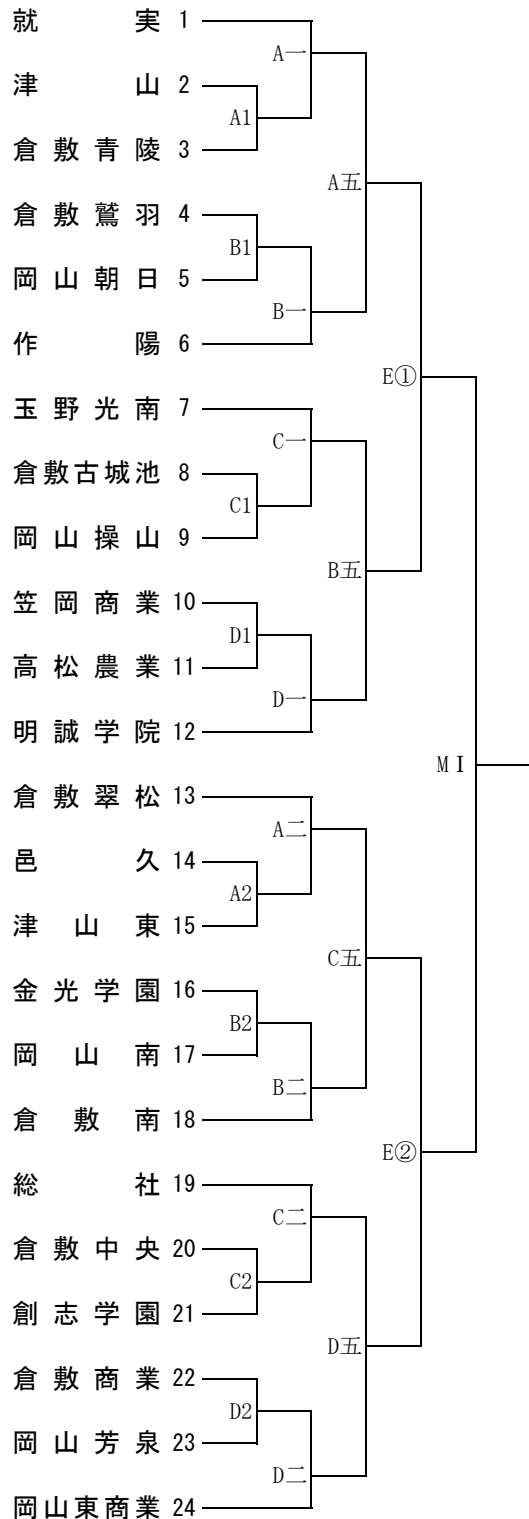 就実 1
A一
津山 2
A1
倉敷青陵 3
A五
倉敷鷲羽 4
B1
岡山朝日 5
B一
作陽 6
E①
玉野光南 7
C一
倉敷古城池 8
C1
岡山操山 9
B五
笠岡商業 10
D1
高松農業 11
D一
明誠学院 12
MI
倉敷翠松 13
A二
邑久 14
A2
津山東 15
C五
金光学園 16
B2
岡山南 17
B二
倉敷南 18
E②
総社 19
C二
倉敷中央 20
C2
創志学園 21
D五
倉敷商業 22
D2
岡山芳泉 23
D二
岡山東商業 24